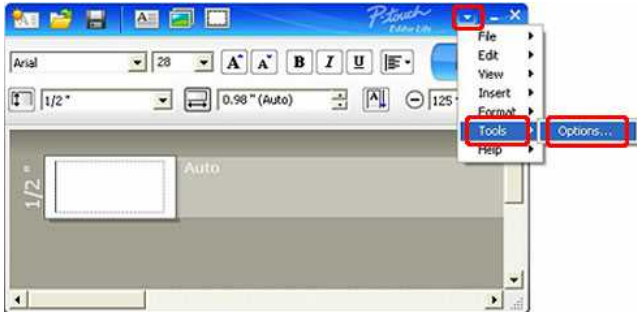 P-touch
Editor Lite
File
Edit
View
Insert
Format
Tools
Options...
Help
Arial
28
A
A
B
I
U
1/2"
0.98 " (Auto)
A
125
1/2"
Auto